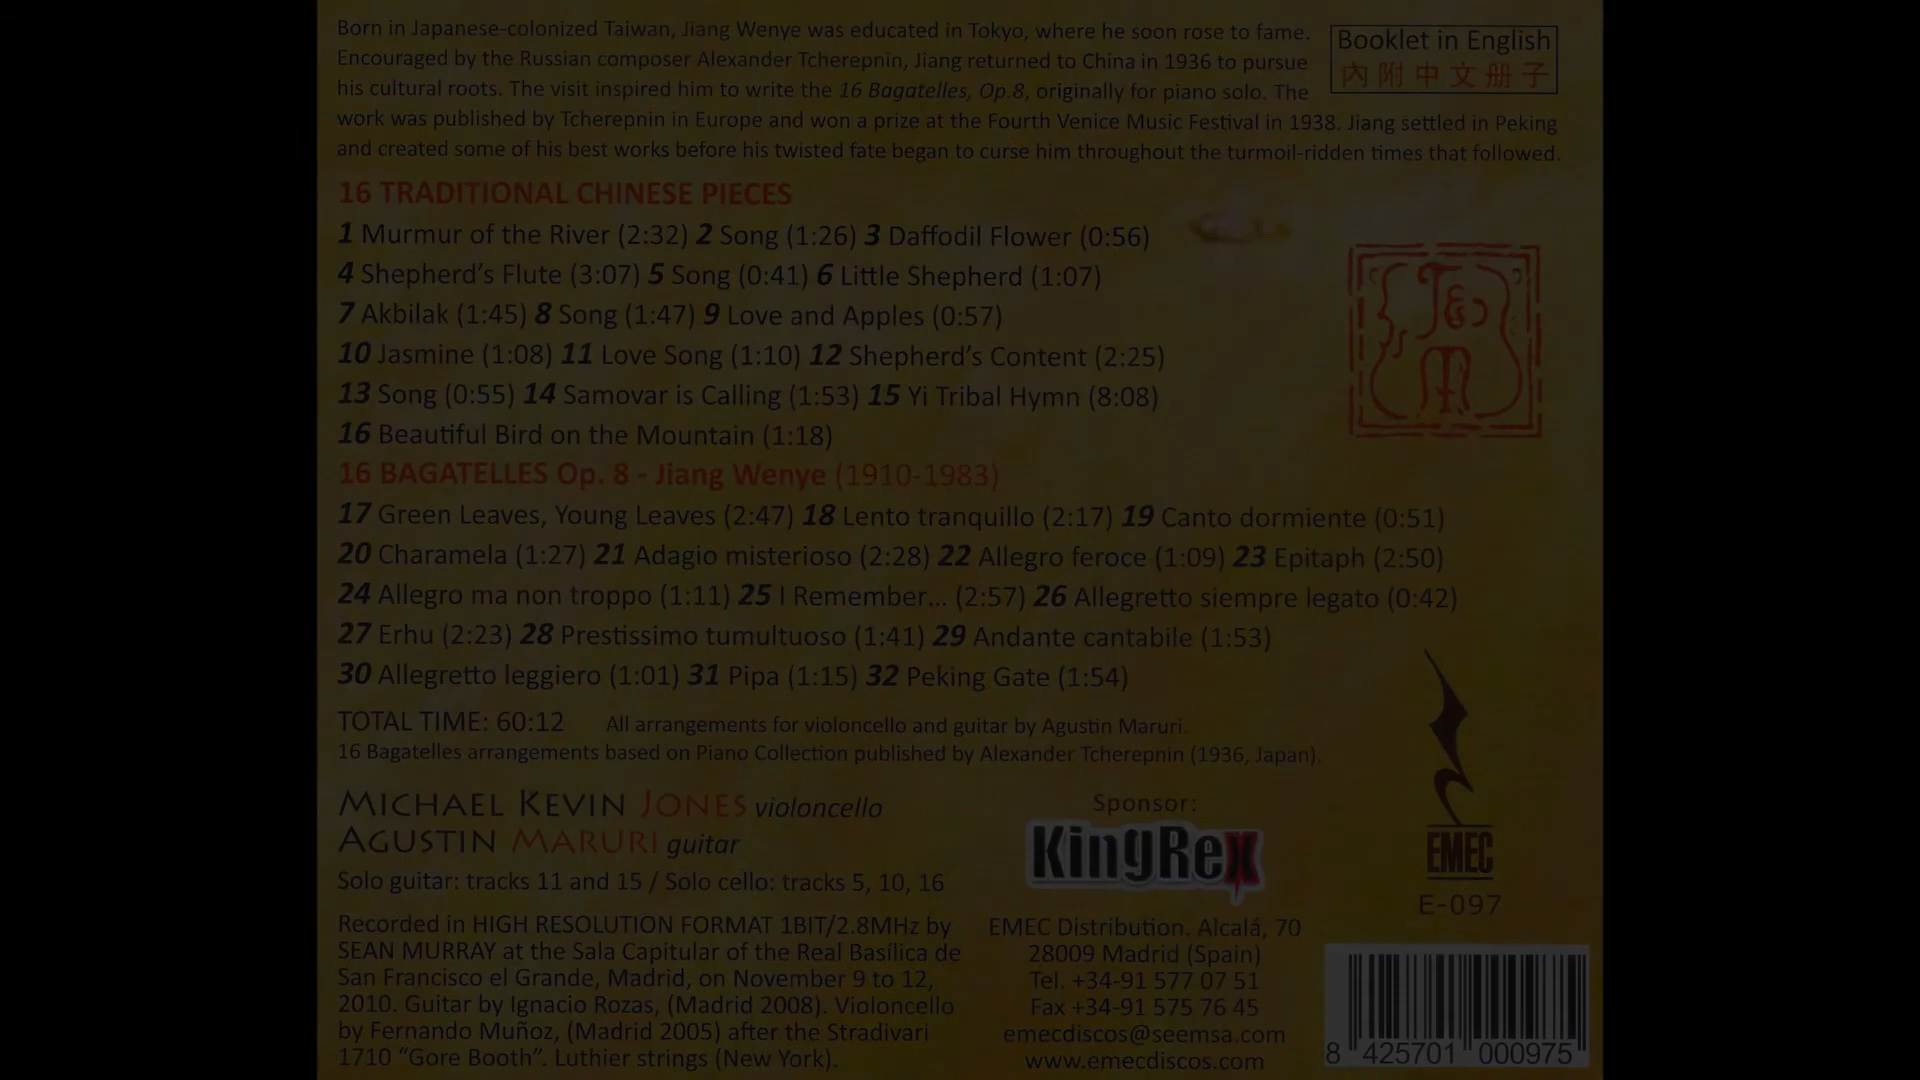 Born in Japanese-colonized Taiwan, Jiang Wenye was educated in Tokyo, where he soon rose to fame.
Encouraged by the Russian composer Alexander Tcherepnin, Jiang returned to China in 1936 to pursue
his cultural roots. The visit inspired him to write the 16 Bagatelles, Op.8, originally for piano solo. The
work was published by Tcherepnin in Europe and won a prize at the Fourth Venice Music Festival in 1938. Jiang settled in Peking
and created some of his best works before his twisted fate began to curse him throughout the turmoil-ridden times that followed.
Booklet in English
內附中文册子
16 TRADITIONAL CHINESE PIECES
1 Murmur of the River (2:32) 2 Song (1:26) 3 Daffodil Flower (0:56)
4 Shepherd's Flute (3:07) 5 Song (0:41) 6 Little Shepherd (1:07)
7 Akbilak (1:45) 8 Song (1:47) 9 Love and Apples (0:57)
10 Jasmine (1:08) 11 Love Song (1:10) 12 Shepherd's Content (2:25)
13 Song (0:55) 14 Samovar is Calling (1:53) 15 Yi Tribal Hymn (8:08)
16 Beautiful Bird on the Mountain (1:18)
16 BAGATELLES Op. 8 - Jiang Wenye (1910-1983)
17 Green Leaves, Young Leaves (2:47) 18 Lento tranquillo (2:17) 19 Canto dormiente (0:51)
20 Charamela (1:27) 21 Adagio misterioso (2:28) 22 Allegro feroce (1:09) 23 Epitaph (2:50)
24 Allegro ma non troppo (1:11) 25 I Remember... (2:57) 26 Allegretto siempre legato (0:42)
27 Erhu (2:23) 28 Prestissimo tumultuoso (1:41) 29 Andante cantabile (1:53)
30 Allegretto leggiero (1:01) 31 Pipa (1:15) 32 Peking Gate (1:54)
TOTAL TIME: 60:12 All arrangements for violoncello and guitar by Agustin Maruri.
16 Bagatelles arrangements based on Piano Collection published by Alexander Tcherepnin (1936, Japan).
MICHAEL KEVIN JONES violoncello
AGUSTIN MARURI guitar
Solo guitar: tracks 11 and 15 / Solo cello: tracks 5, 10, 16
Recorded in HIGH RESOLUTION FORMAT 1BIT/2.8MHz by
SEAN MURRAY at the Sala Capitular of the Real Basílica de
San Francisco el Grande, Madrid, on November 9 to 12,
2010. Guitar by Ignacio Rozas, (Madrid 2008). Violoncello
by Fernando Muñoz, (Madrid 2005) after the Stradivari
1710 “Gore Booth”. Luthier strings (New York).
Sponsor:
KingRex
EMEC Distribution. Alcalá, 70
28009 Madrid (Spain)
Tel. +34-91 577 07 51
Fax +34-91 575 76 45
emecdiscos@seemsa.com
www.emecdiscos.com
EMEC
E-097
8 425701 000975